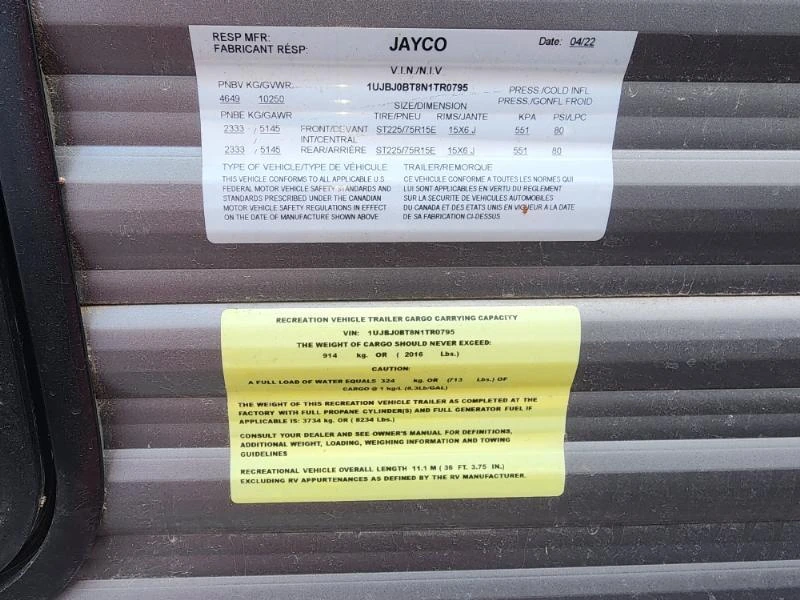 RESP MFR: JAYCO Date: 04/22
FABRICANT RÉSP:
V.I.N./N.I.V
PNBV KG/GVWR: 1UJBJ0BT8N1TR0795 PRESS./COLD INFL
4649 10250 SIZE/DIMENSION PRESS./GONFL FROID
PNBE KG/GAWR TIRE/PNEU RIMS/JANTE KPA PSI/LPC
2333 / 5145 FRONT/DEVANT ST225/75R15E 15X6 J 551 80
INT/CENTRAL
2333 / 5145 REAR/ARRIÈRE ST225/75R15E 15X6 J 551 80
TYPE OF VEHICLE/TYPE DE VÉHICULE: TRAILER/REMORQUE
THIS VEHICLE CONFORMS TO ALL APPLICABLE U.S. CE VEHICULE CONFORME A TOUTES LES NORMES QUI
FEDERAL MOTOR VEHICLE SAFETY STANDARDS AND LUI SONT APPLICABLES EN VERTU DU REGLEMENT
STANDARDS PRESCRIBED UNDER THE CANADIAN SUR LA SECURITE DE VEHICULES AUTOMOBILES
MOTOR VEHICLE SAFETY REGULATIONS IN EFFECT DU CANADA ET DES ETATS UNIS EN VIGUEUR A LA DATE
ON THE DATE OF MANUFACTURE SHOWN ABOVE DE SA FABRICATION CI-DESSUS.
RECREATION VEHICLE TRAILER CARGO CARRYING CAPACITY
VIN: 1UJBJ0BT8N1TR0795
THE WEIGHT OF CARGO SHOULD NEVER EXCEED:
914 kg. OR ( 2016 Lbs.)
CAUTION:
A FULL LOAD OF WATER EQUALS 324 kg. OR (713 Lbs.) OF
CARGO @ 1 kg/L (8.3Lb/GAL)
THE WEIGHT OF THIS RECREATION VEHICLE TRAILER AS COMPLETED AT THE
FACTORY WITH FULL PROPANE CYLINDER(S) AND FULL GENERATOR FUEL IF
APPLICABLE IS: 3734 kg. OR ( 8234 Lbs.)
CONSULT YOUR DEALER AND SEE OWNER'S MANUAL FOR DEFINITIONS,
ADDITIONAL WEIGHT, LOADING, WEIGHING INFORMATION AND TOWING
GUIDELINES
RECREATIONAL VEHICLE OVERALL LENGTH 11.1 M ( 36 FT. 3.75 IN.)
EXCLUDING RV APPURTENANCES AS DEFINED BY THE RV MANUFACTURER.